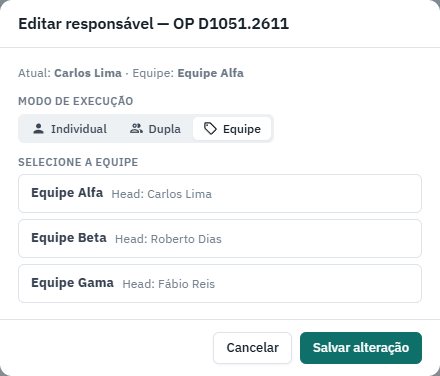 Editar responsável — OP D1051.2611
Atual: Carlos Lima · Equipe: Equipe Alfa
MODO DE EXECUÇÃO
Individual Dupla Equipe
SELECIONE A EQUIPE
Equipe Alfa Head: Carlos Lima
Equipe Beta Head: Roberto Dias
Equipe Gama Head: Fábio Reis
Cancelar Salvar alteração